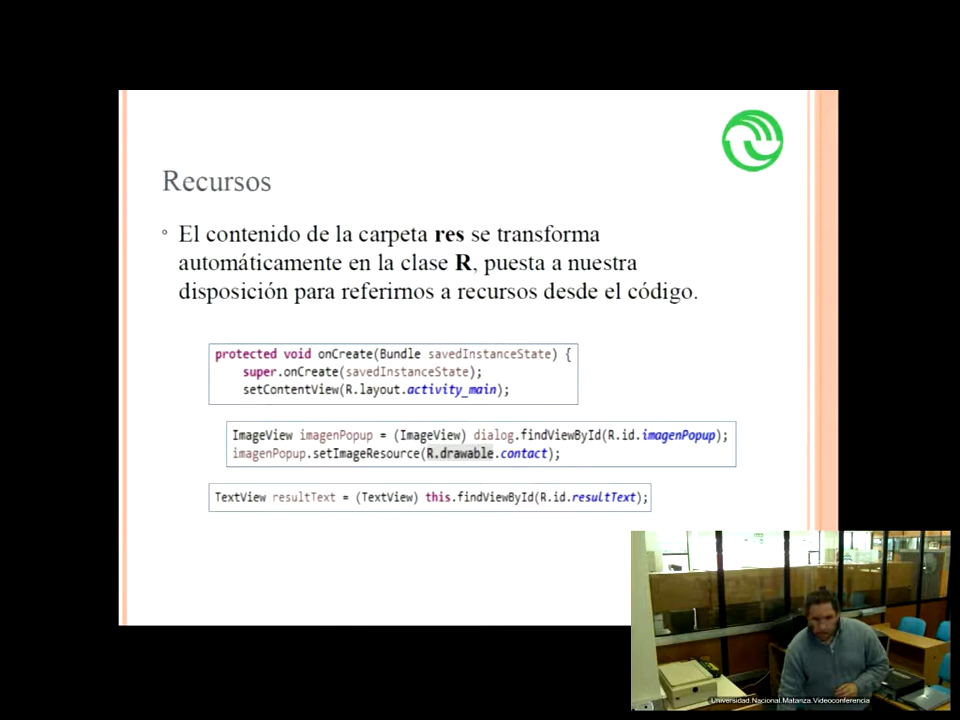 Recursos
° El contenido de la carpeta res se transforma
automáticamente en la clase R, puesta a nuestra
disposición para referirnos a recursos desde el código.
protected void onCreate(Bundle savedInstanceState) {
super.onCreate(savedInstanceState);
setContentView(R.layout.activity_main);
ImageView imagenPopup = (ImageView) dialog.findViewById(R.id.imagenPopup);
imagenPopup.setImageResource(R.drawable.contact);
TextView resultText = (TextView) this.findViewById(R.id.resultText);
Universidad.Nacional.Matanza.Videoconferencia